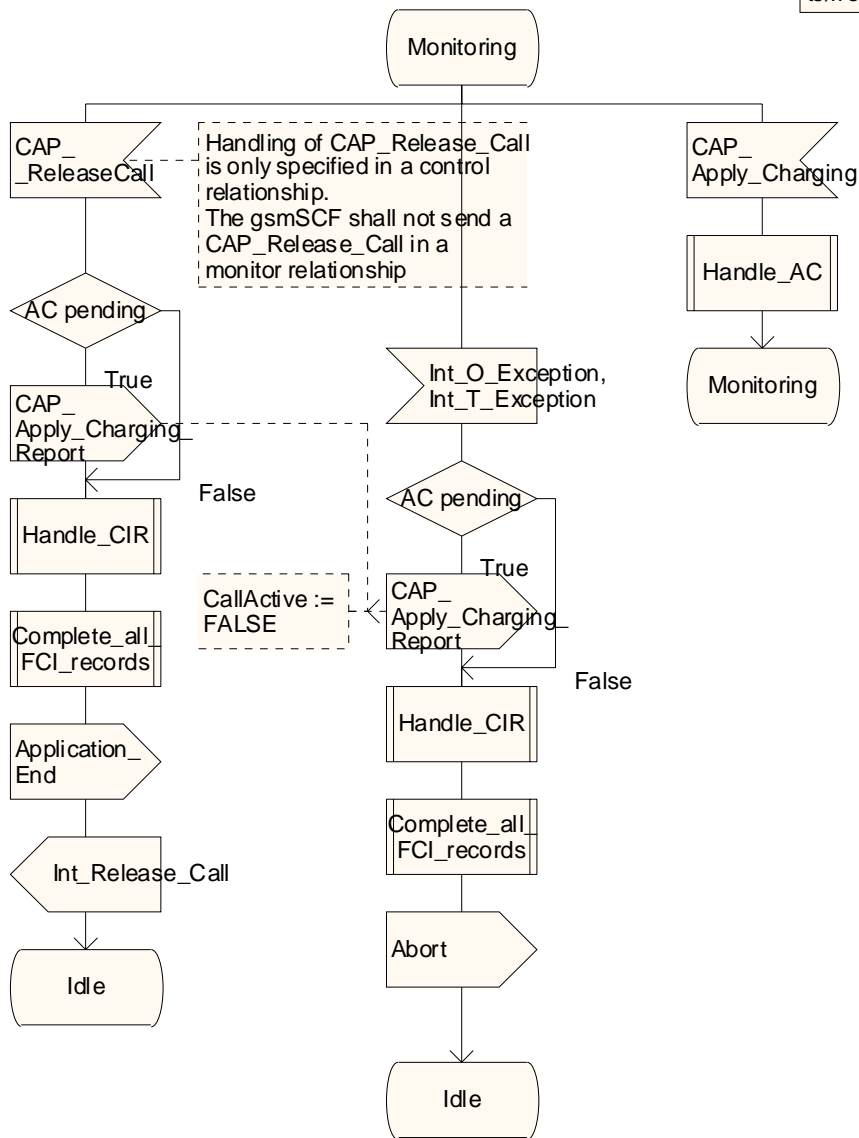 Monitoring
CAP_
_ReleaseCall
Handling of CAP_Release_Call
is only specified in a control
relationship.
The gsmSCF shall not send a
CAP_Release_Call in a
monitor relationship
CAP_
Apply_Charging
Handle_AC
Monitoring
AC pending
True
CAP_
Apply_Charging_
Report
False
Handle_CIR
Complete_all_
FCI_records
Application_
End
Int_Release_Call
Idle
Int_O_Exception,
Int_T_Exception
AC pending
True
CallActive :=
FALSE
CAP_
Apply_Charging_
Report
False
Handle_CIR
Complete_all_
FCI_records
Abort
Idle